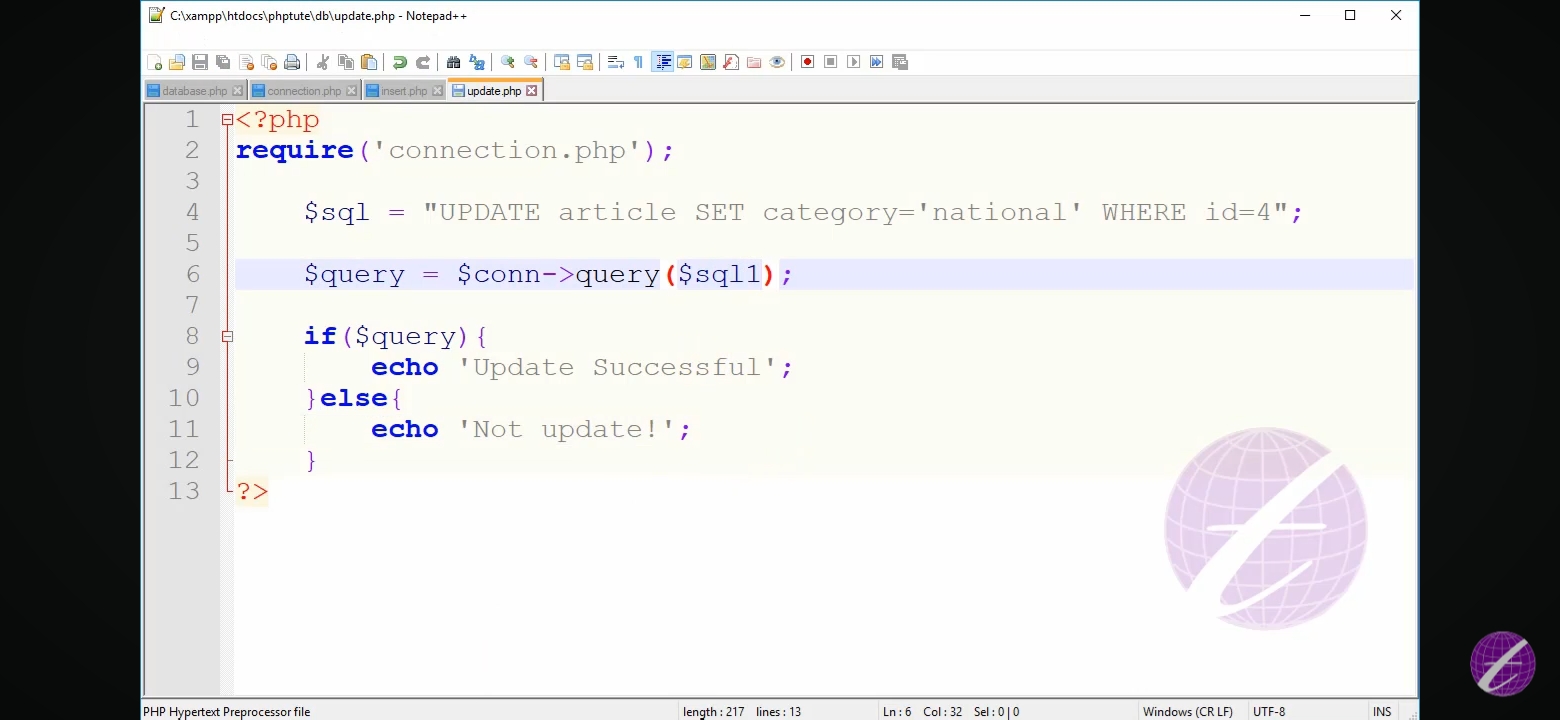 C:\xampp\htdocs\phptute\db\update.php - Notepad++
database.php connection.php insert.php update.php
1 <?php
2 require('connection.php');
3
4 $sql = "UPDATE article SET category='national' WHERE id=4";
5
6 $query = $conn->query($sql1);
7
8 if($query){
9 echo 'Update Successful';
10 }else{
11 echo 'Not update!';
12 }
13 ?>
PHP Hypertext Preprocessor file length : 217 lines : 13 Ln : 6 Col : 32 Sel : 0 | 0 Windows (CR LF) UTF-8 INS